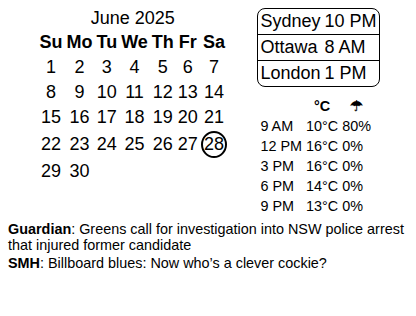 June 2025
Su Mo Tu We Th Fr Sa
1 2 3 4 5 6 7
8 9 10 11 12 13 14
15 16 17 18 19 20 21
22 23 24 25 26 27 28
29 30
Sydney 10 PM
Ottawa 8 AM
London 1 PM
°C ☂
9 AM 10°C 80%
12 PM 16°C 0%
3 PM 16°C 0%
6 PM 14°C 0%
9 PM 13°C 0%
Guardian: Greens call for investigation into NSW police arrest
that injured former candidate
SMH: Billboard blues: Now who’s a clever cockie?